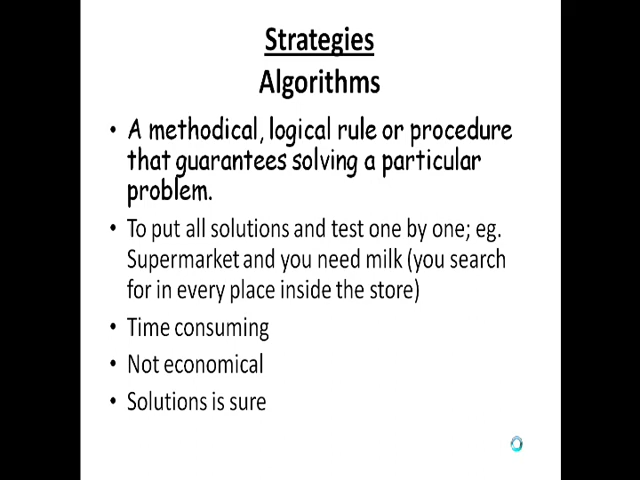 Strategies
Algorithms
• A methodical, logical rule or procedure
that guarantees solving a particular
problem.
• To put all solutions and test one by one; eg.
Supermarket and you need milk (you search
for in every place inside the store)
• Time consuming
• Not economical
• Solutions is sure